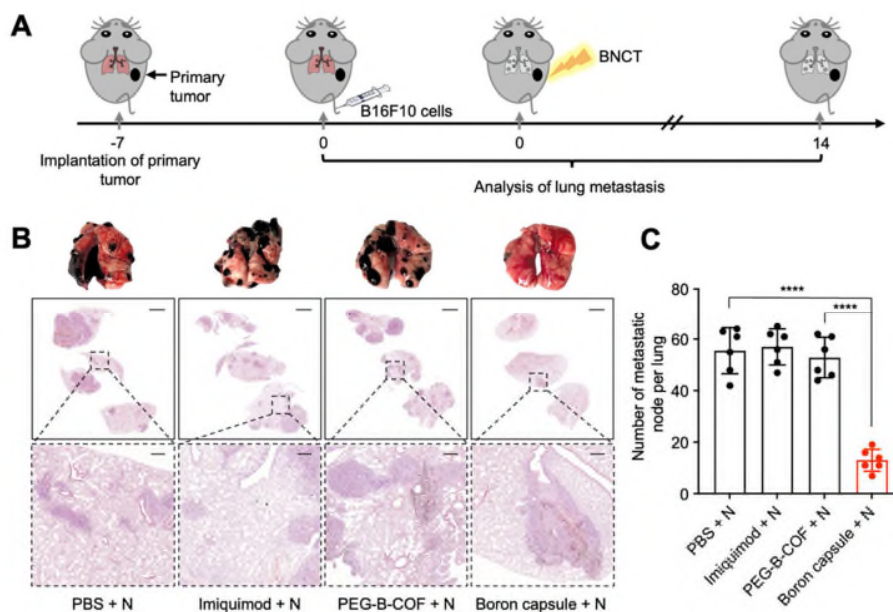 A
Primary
tumor
B16F10 cells
BNCT
-7
0
0
14
Implantation of primary
tumor
Analysis of lung metastasis
B
PBS + N
Imiquimod + N
PEG-B-COF + N
Boron capsule + N
C
Number of metastatic
node per lung
80
60
40
20
0
****
****
PBS + N
Imiquimod + N
PEG-B-COF + N
Boron capsule + N